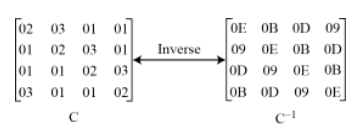 02 03 01 01 0E 0B 0D 09
01 02 03 01 Inverse 09 0E 0B 0D
01 01 02 03 0D 09 0E 0B
03 01 01 02 0B 0D 09 0E
C C⁻¹